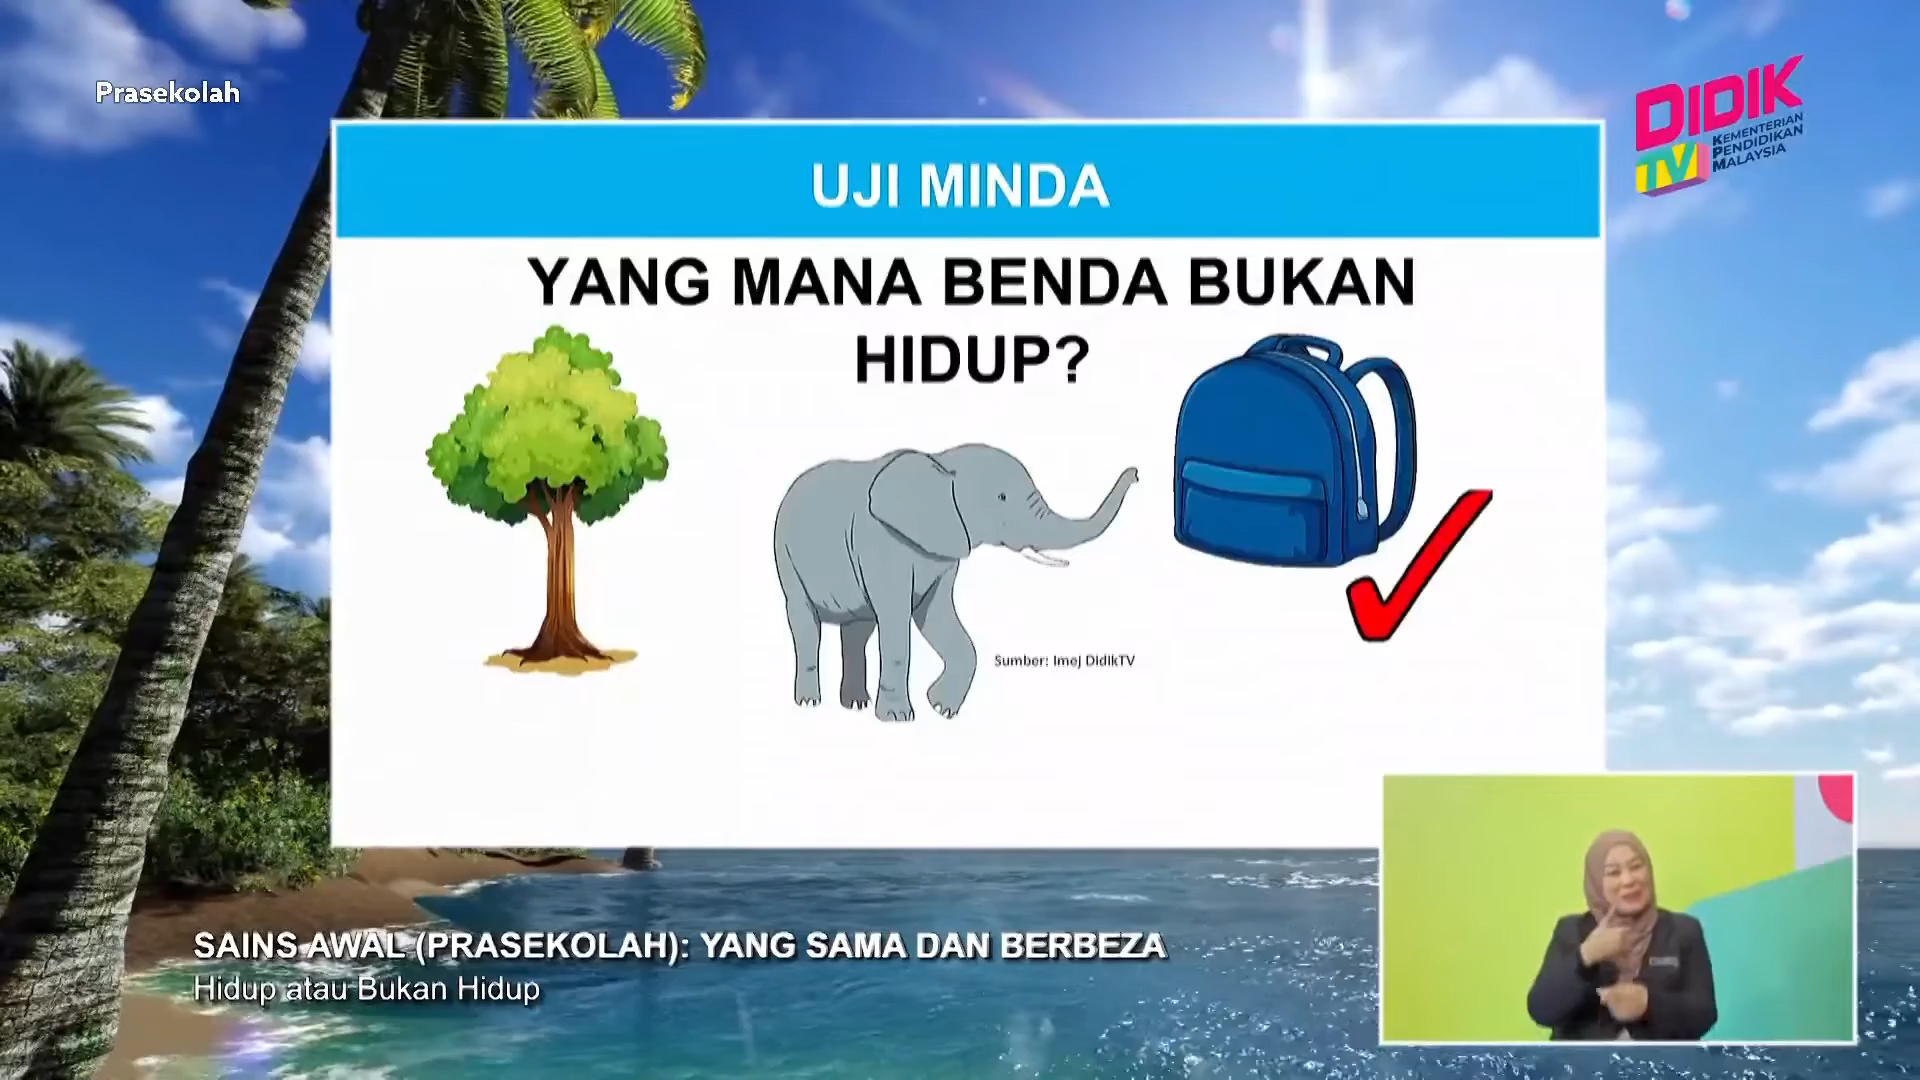 Prasekolah
DIDIK
TV
KEMENTERIAN
PENDIDIKAN
MALAYSIA
UJI MINDA
YANG MANA BENDA BUKAN
HIDUP?
Sumber: Imej DidikTV
SAINS AWAL (PRASEKOLAH): YANG SAMA DAN BERBEZA
Hidup atau Bukan Hidup